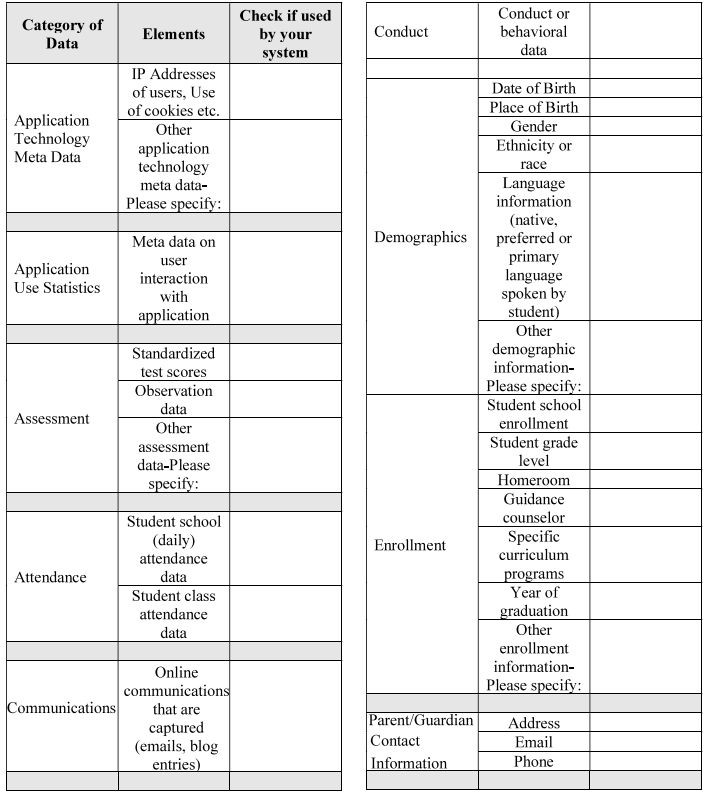 Category of
Data
Elements
Check if used
by your
system
Application
Technology
Meta Data
IP Addresses
of users, Use
of cookies etc.
Other
application
technology
meta data-
Please specify:
Application
Use Statistics
Meta data on
user
interaction
with
application
Assessment
Standardized
test scores
Observation
data
Other
assessment
data-Please
specify:
Attendance
Student school
(daily)
attendance
data
Student class
attendance
data
Communications
Online
communications
that are
captured
(emails, blog
entries)
Conduct
Conduct or
behavioral
data
Demographics
Date of Birth
Place of Birth
Gender
Ethnicity or
race
Language
information
(native,
preferred or
primary
language
spoken by
student)
Other
demographic
information-
Please specify:
Enrollment
Student school
enrollment
Student grade
level
Homeroom
Guidance
counselor
Specific
curriculum
programs
Year of
graduation
Other
enrollment
information-
Please specify:
Parent/Guardian
Contact
Information
Address
Email
Phone